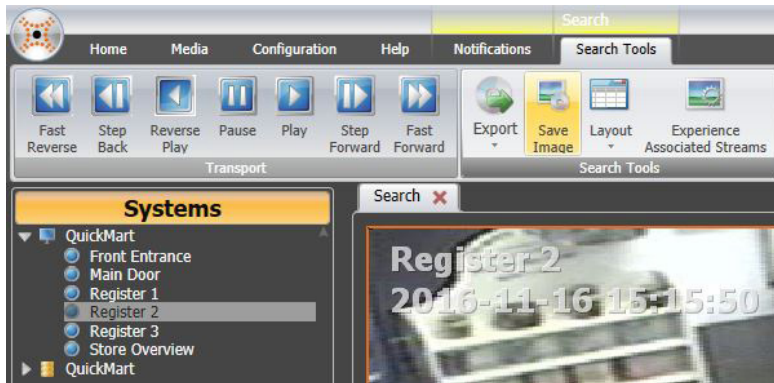 Search
Home Media Configuration Help Notifications Search Tools
Fast Reverse
Step Back
Reverse Play
Pause
Play
Step Forward
Fast Forward
Export
Save Image
Layout
Experience Associated Streams
Transport
Search Tools
Systems
QuickMart
Front Entrance
Main Door
Register 1
Register 2
Register 3
Store Overview
QuickMart
Search
Register 2
2016-11-16 15:15:50